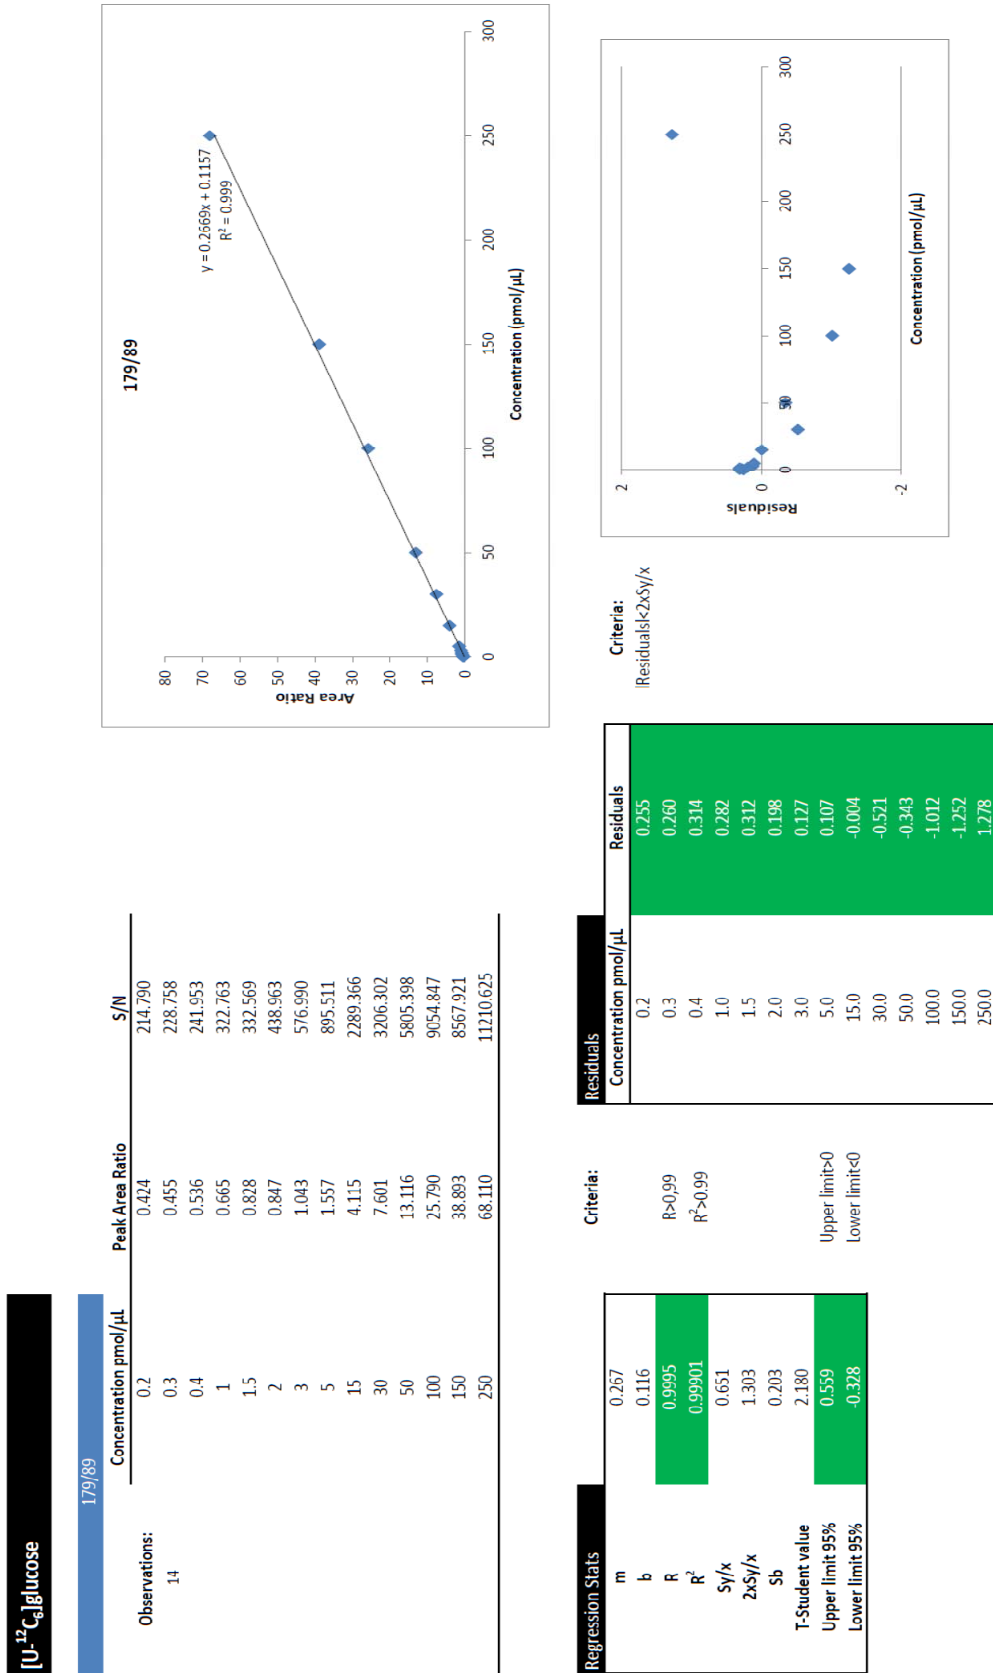 [U-¹²C₆]glucose
179/89
Observations:
14
Concentration pmol/µL Peak Area Ratio S/N
0.2 0.424 214.790
0.3 0.455 228.758
0.4 0.536 241.953
1 0.665 322.763
1.5 0.828 332.569
2 0.847 438.963
3 1.043 576.990
5 1.557 895.511
15 4.115 2289.366
30 7.601 3206.302
50 13.116 5805.398
100 25.790 9054.847
150 38.893 8567.921
250 68.110 11210.625
179/89
y = 0.2669x + 0.1157
R² = 0.999
Area Ratio
80
70
60
50
40
30
20
10
0
0 50 100 150 200 250 300
Concentration (pmol/µL)
Regression Stats
Criteria:
m 0.267
b 0.116
R 0.9995 R>0,99
R² 0.99901 R²>0.99
Sy/x 0.651
2xSy/x 1.303
Sb 0.203
T-Student value 2.180
Upper limit 95% 0.559 Upper limit>0
Lower limit 95% -0.328 Lower limit<0
Residuals
Concentration pmol/µL Residuals
0.2 0.255
0.3 0.260
0.4 0.314
1.0 0.282
1.5 0.312
2.0 0.198
3.0 0.127
5.0 0.107
15.0 -0.004
30.0 -0.521
50.0 -0.343
100.0 -1.012
150.0 -1.252
250.0 1.278
Criteria:
|Residuals|<2xSy/x
Residuals
2
0
-2
0 50 100 150 200 250 300
Concentration (pmol/µL)